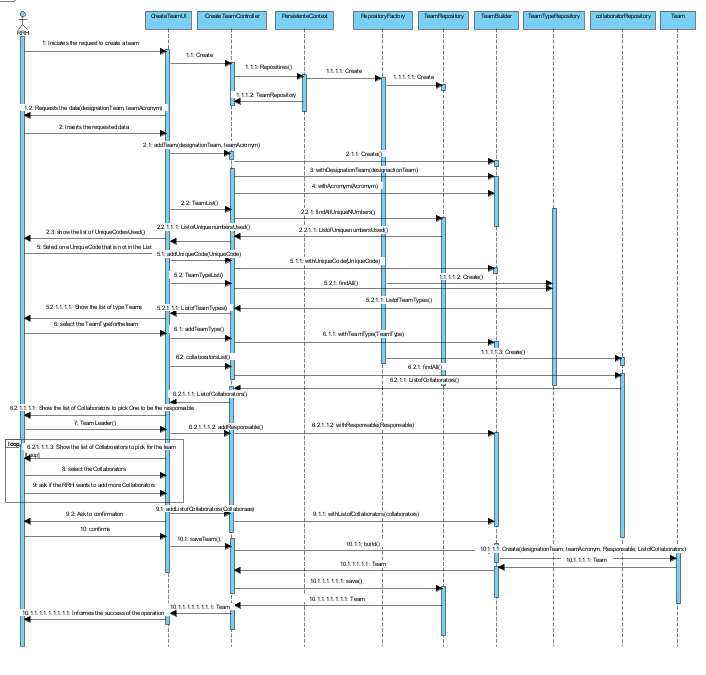 RRH
CreateTeamUI
CreateTeamController
PersistenteContext
RepositoryFactory
TeamRepository
TeamBuilder
TeamTypeRepository
collaboratorRepository
Team
1: Iniciates the request to create a team
1.1: Create
1.1.1: Repositires()
1.1.1.1: Create
1.1.1.1.1: Create
1.1.1.2: TeamRepository
1.2: Requests the data(designationTeam, teamAcronym)
2: Inserts the requested data
2.1: addTeam(designationTeam, teamAcronym)
2.1.1: Create()
3: withDesignationTeam(designactionTeam)
4: withAcronym(Acronym)
2.2: TeamList()
2.2.1: findAllUniqueNUmbers()
2.2.1.1.1: ListofUniquenumbersUsed()
2.2.1.1: ListofUniquenumbersUsed()
2.3: show the list of UniqueCodesUsed()
5: Select one UniqueCode that is not in the List
5.1: addUniqueCode(UniqueCode)
5.1.1: withUniqueCode(UniqueCode)
5.2: TeamTypeList()
1.1.1.1.2: Create()
5.2.1: findAll()
5.2.1.1: ListofTeamTypes()
5.2.1.1.1: ListofTeamTypes()
5.2.1.1.1.1: Show the list of type Teams
6: select the TeamTypefortheteam
6.1: addTeamType()
6.1.1: withTeamType(TeamType)
1.1.1.1.3: Create()
6.2: collaboratorsList()
6.2.1: findAll()
6.2.1.1: ListofCollaborators()
6.2.1.1.1: ListofCollaborators()
6.2.1.1.1.1: Show the list of Collaborators to pick One to be the responsable
7: Team Leader()
6.2.1.1.1.2: addResponsable()
6.2.1.1.2: withResponsable(Responsable)
loop
6.2.1.1.1.3: Show the list of Collaborators to pick for the team
[Loop]
8: select the Collaborators
9: ask if the RRH wants to add more Collaborators
9.1: addListofCollaborators(Collaboraors)
9.2: Ask to confirmation
9.1.1: withListofCollaborators(collaborators)
10: confirms
10.1: saveTeam();
10.1.1: build()
10.1.1.1: Create(designationTeam, teamAcronym, Responsable, ListofCollaborators)
10.1.1.1.1: Team
10.1.1.1.1.1: Team
10.1.1.1.1.1.1: save()
10.1.1.1.1.1.1.1: Team
10.1.1.1.1.1.1.1.1: Team
10.1.1.1.1.1.1.1.1.1: Informes the success of the operation